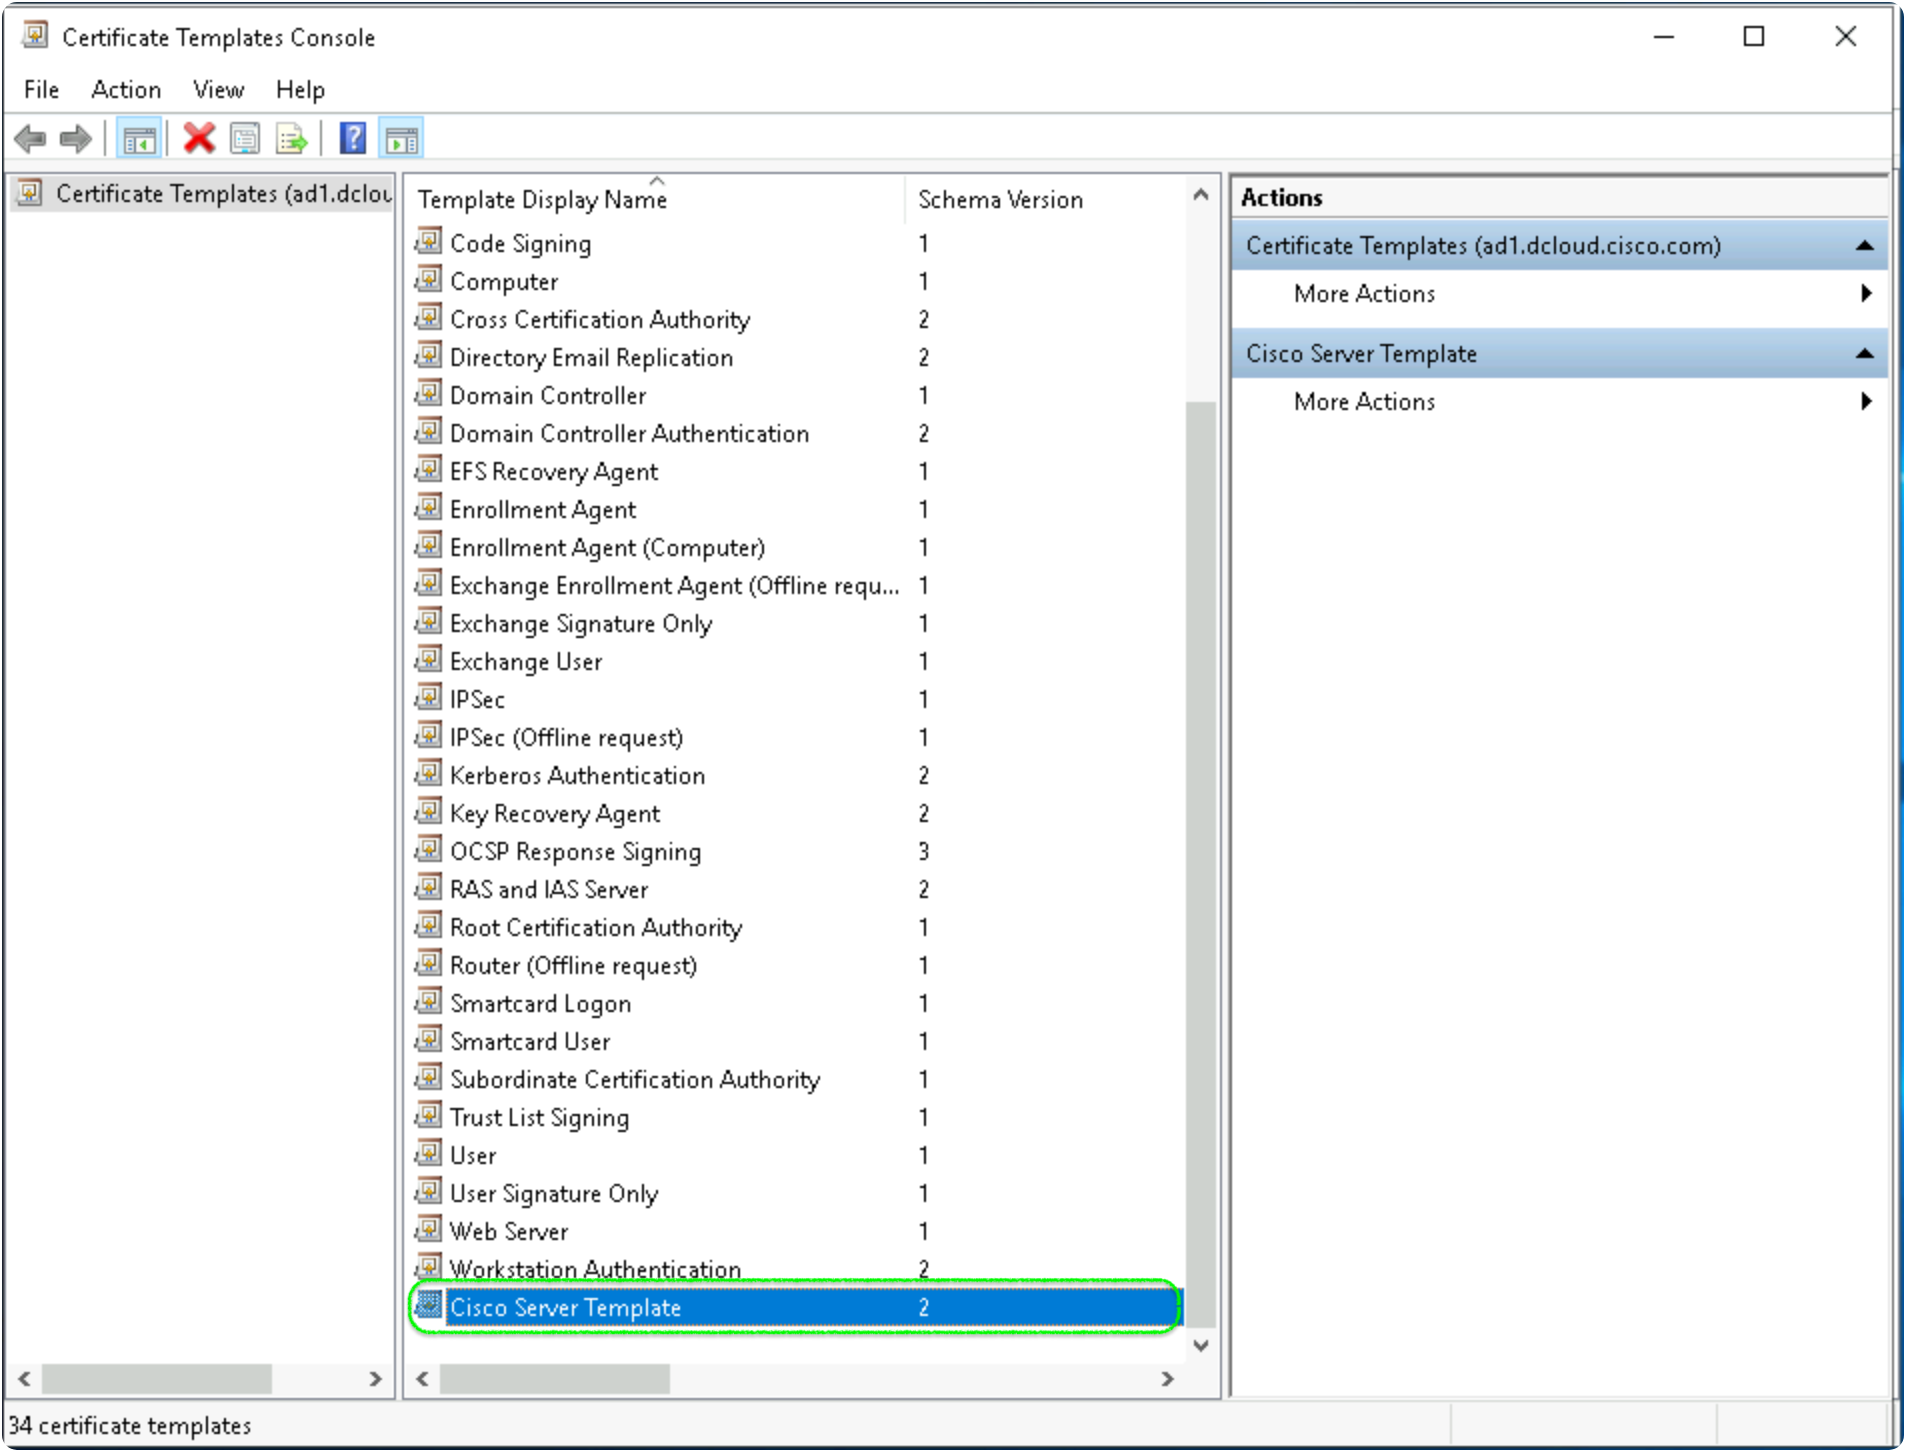 Certificate Templates Console
File Action View Help
Certificate Templates (ad1.dclou
Template Display Name Schema Version
Code Signing 1
Computer 1
Cross Certification Authority 2
Directory Email Replication 2
Domain Controller 1
Domain Controller Authentication 2
EFS Recovery Agent 1
Enrollment Agent 1
Enrollment Agent (Computer) 1
Exchange Enrollment Agent (Offline requ... 1
Exchange Signature Only 1
Exchange User 1
IPSec 1
IPSec (Offline request) 1
Kerberos Authentication 2
Key Recovery Agent 2
OCSP Response Signing 3
RAS and IAS Server 2
Root Certification Authority 1
Router (Offline request) 1
Smartcard Logon 1
Smartcard User 1
Subordinate Certification Authority 1
Trust List Signing 1
User 1
User Signature Only 1
Web Server 1
Workstation Authentication 2
Cisco Server Template 2
Actions
Certificate Templates (ad1.dcloud.cisco.com)
More Actions
Cisco Server Template
More Actions
34 certificate templates